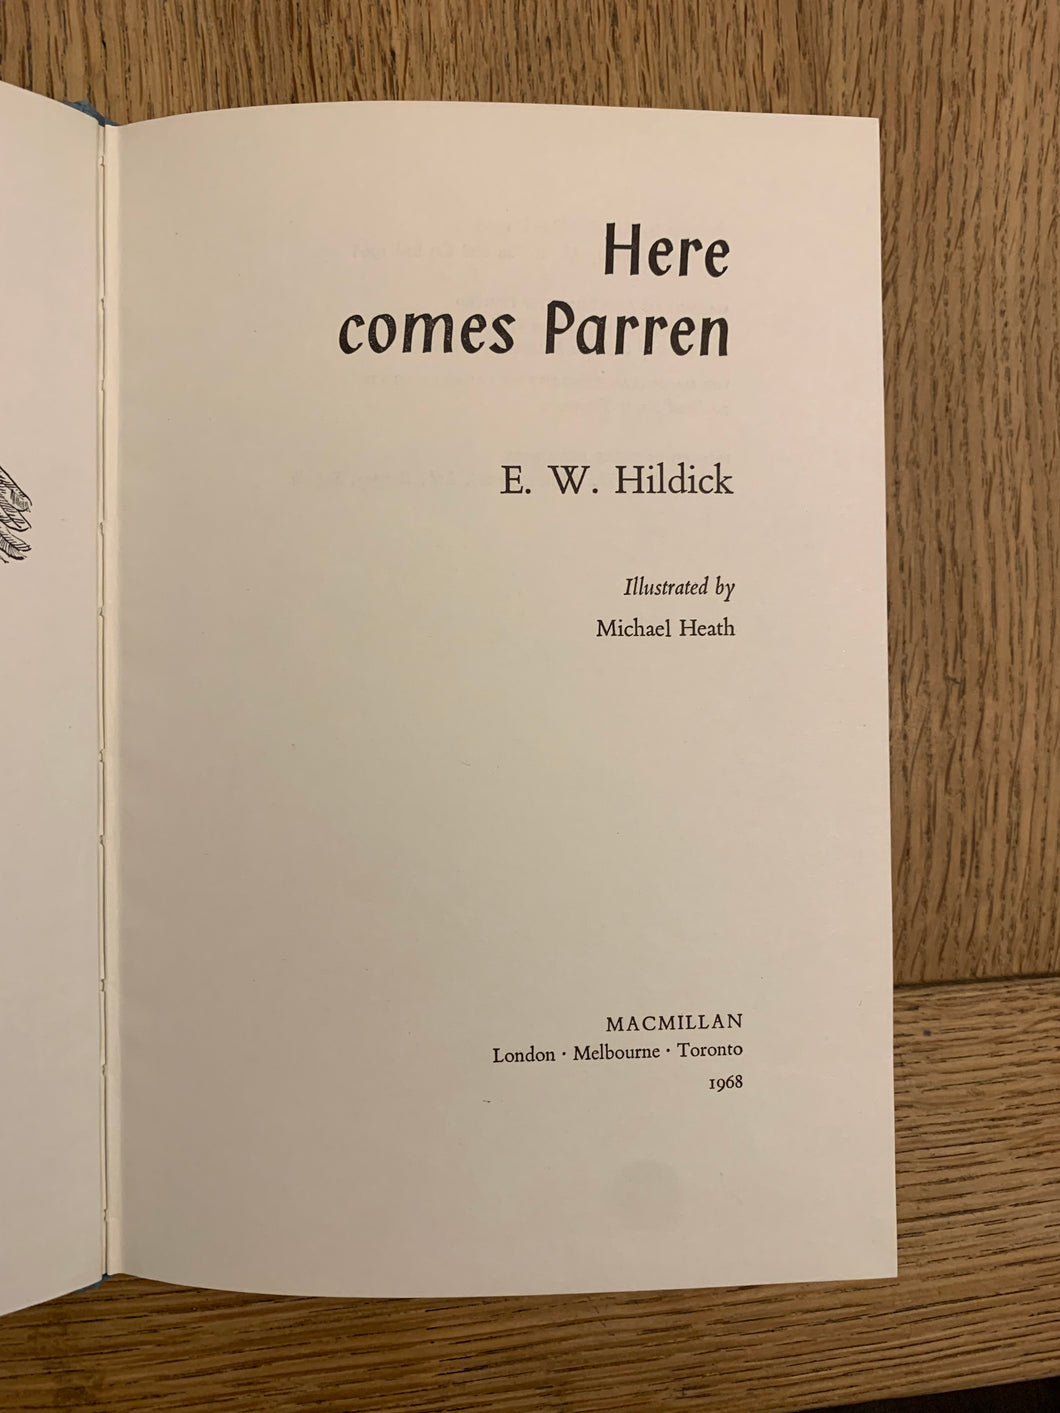 Here
comes Parren
E. W. Hildick
Illustrated by
Michael Heath
MACMILLAN
London · Melbourne · Toronto
1968